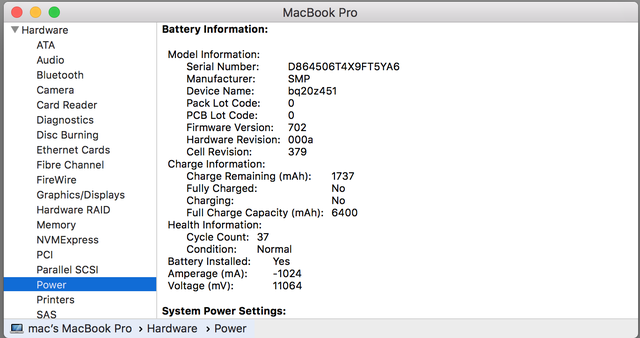 MacBook Pro
Hardware
ATA
Audio
Bluetooth
Camera
Card Reader
Diagnostics
Disc Burning
Ethernet Cards
Fibre Channel
FireWire
Graphics/Displays
Hardware RAID
Memory
NVMExpress
PCI
Parallel SCSI
Power
Printers
SAS
Battery Information:
Model Information:
Serial Number: D864506T4X9FT5YA6
Manufacturer: SMP
Device Name: bq20z451
Pack Lot Code: 0
PCB Lot Code: 0
Firmware Version: 702
Hardware Revision: 000a
Cell Revision: 379
Charge Information:
Charge Remaining (mAh): 1737
Fully Charged: No
Charging: No
Full Charge Capacity (mAh): 6400
Health Information:
Cycle Count: 37
Condition: Normal
Battery Installed: Yes
Amperage (mA): -1024
Voltage (mV): 11064
System Power Settings:
mac's MacBook Pro › Hardware › Power